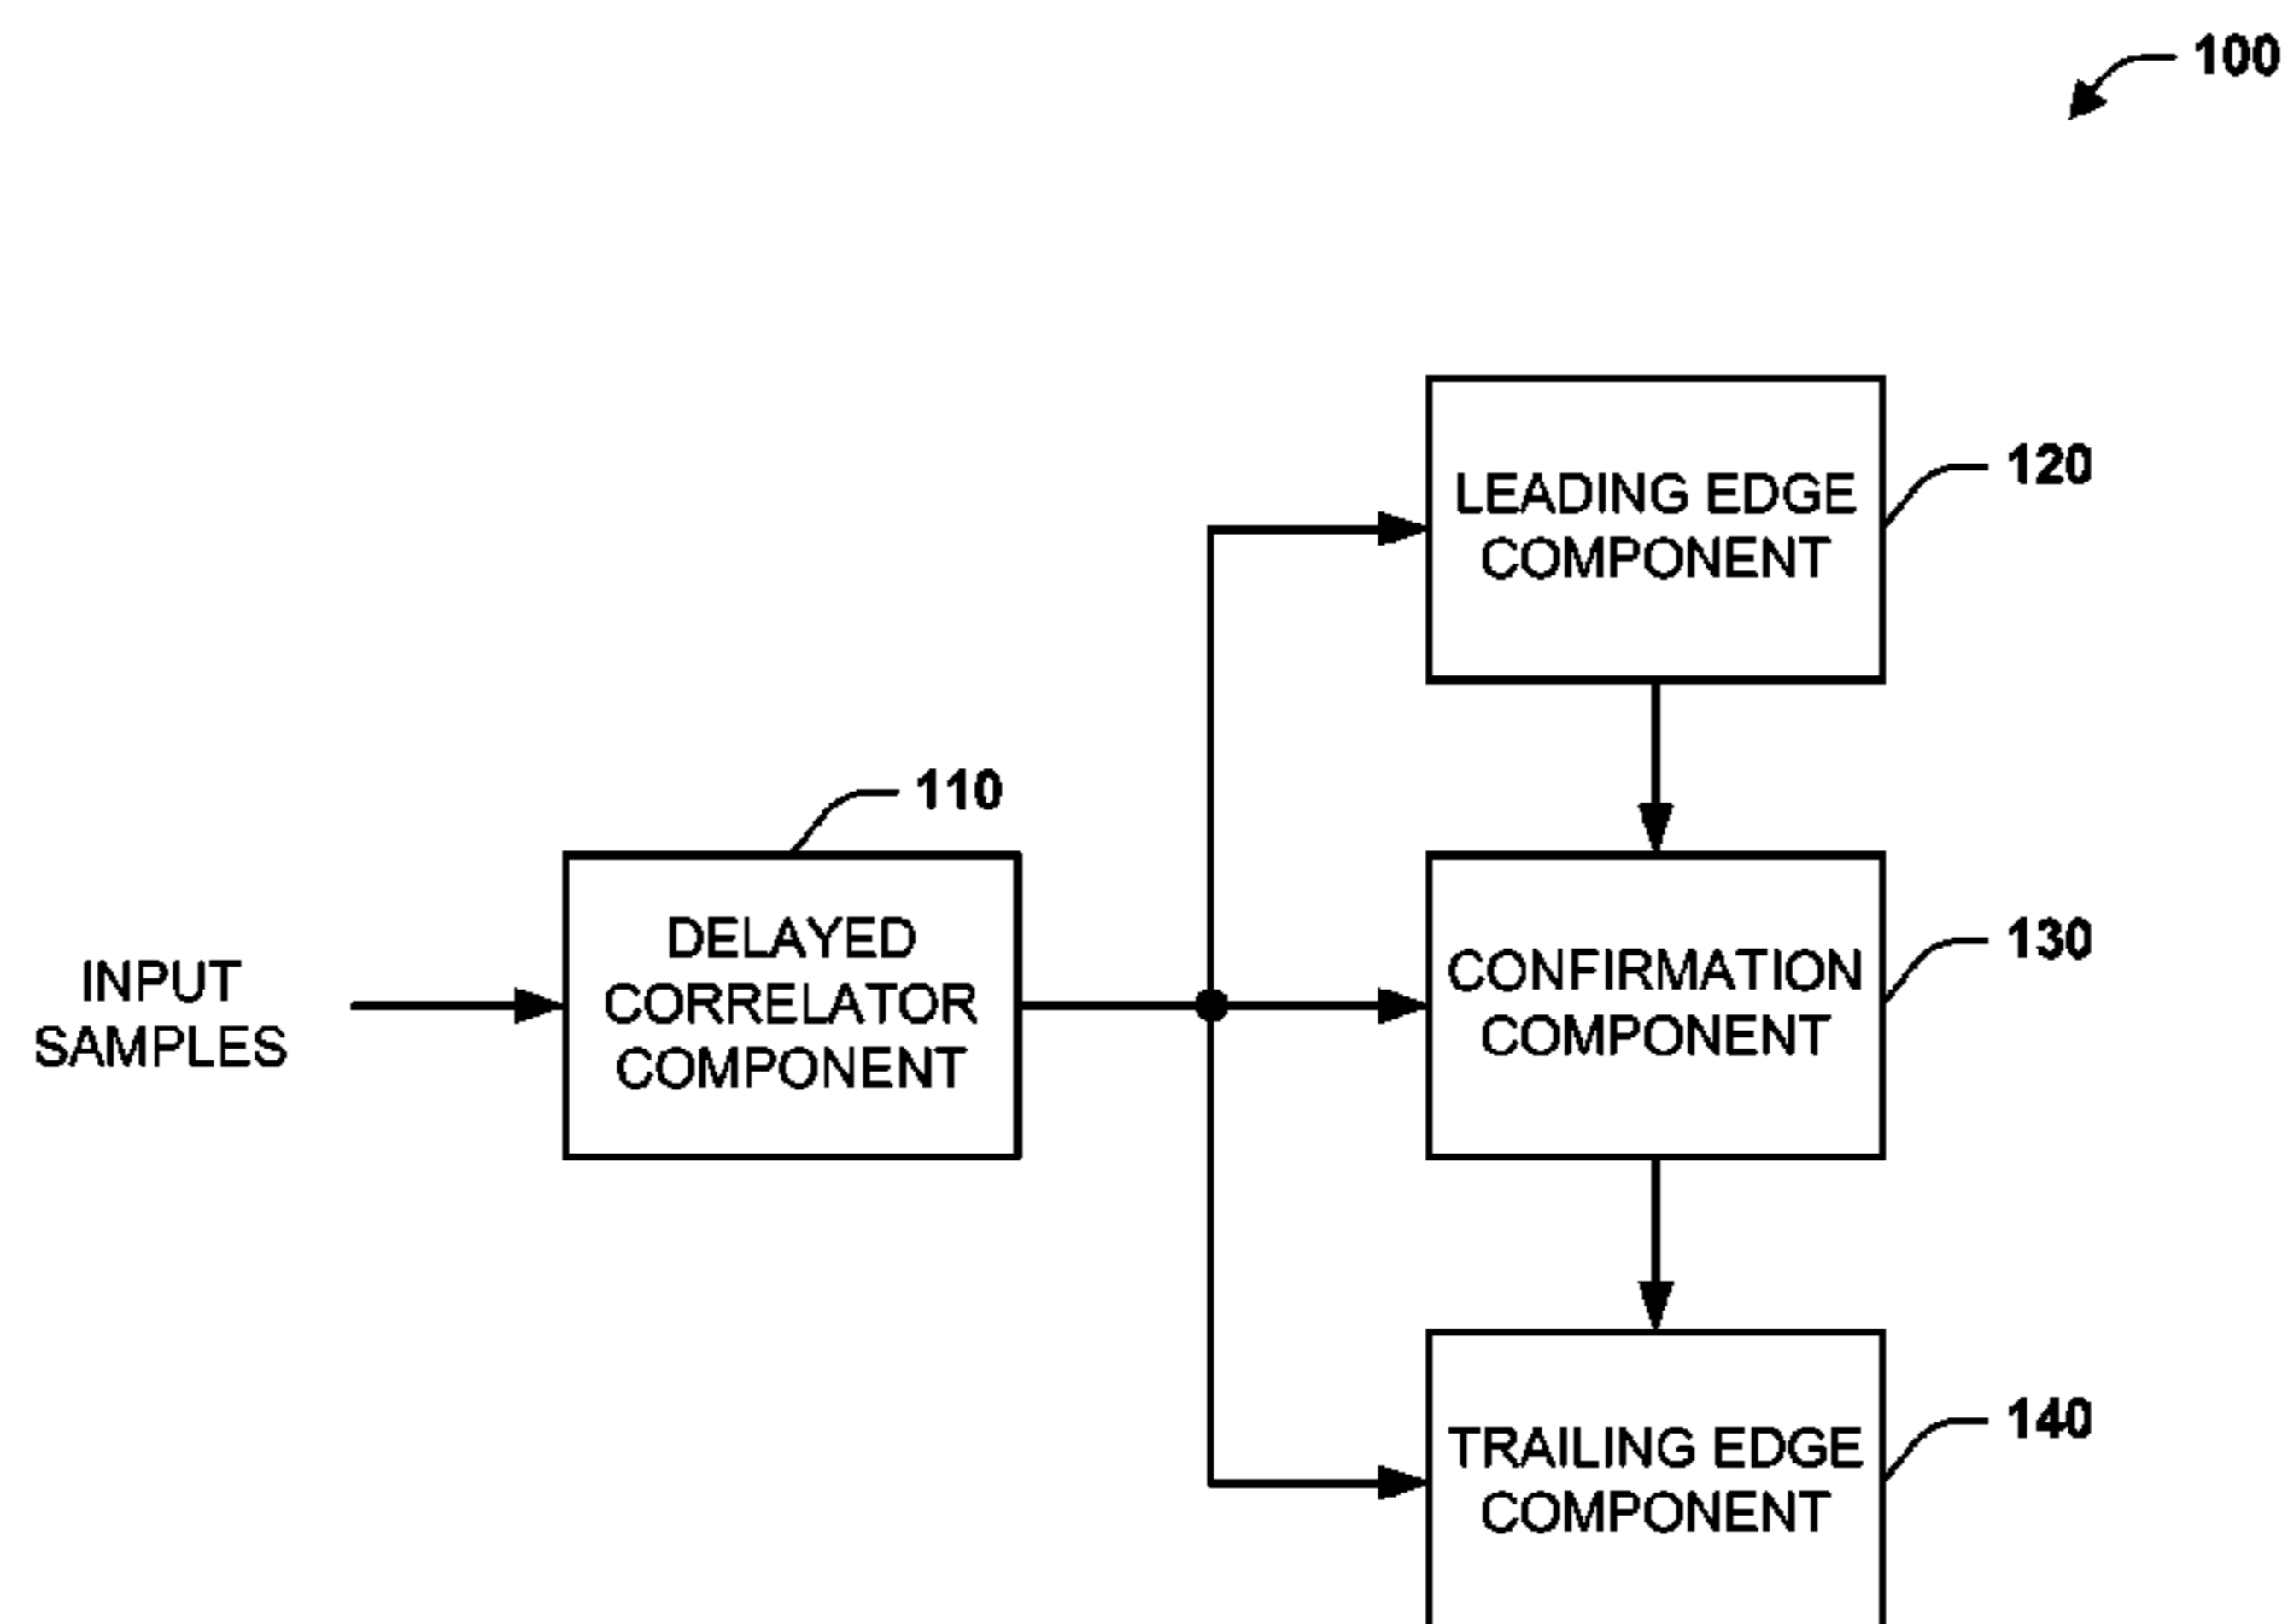 100
LEADING EDGE
COMPONENT
120
110
DELAYED
CORRELATOR
COMPONENT
INPUT
SAMPLES
CONFIRMATION
COMPONENT
130
TRAILING EDGE
COMPONENT
140